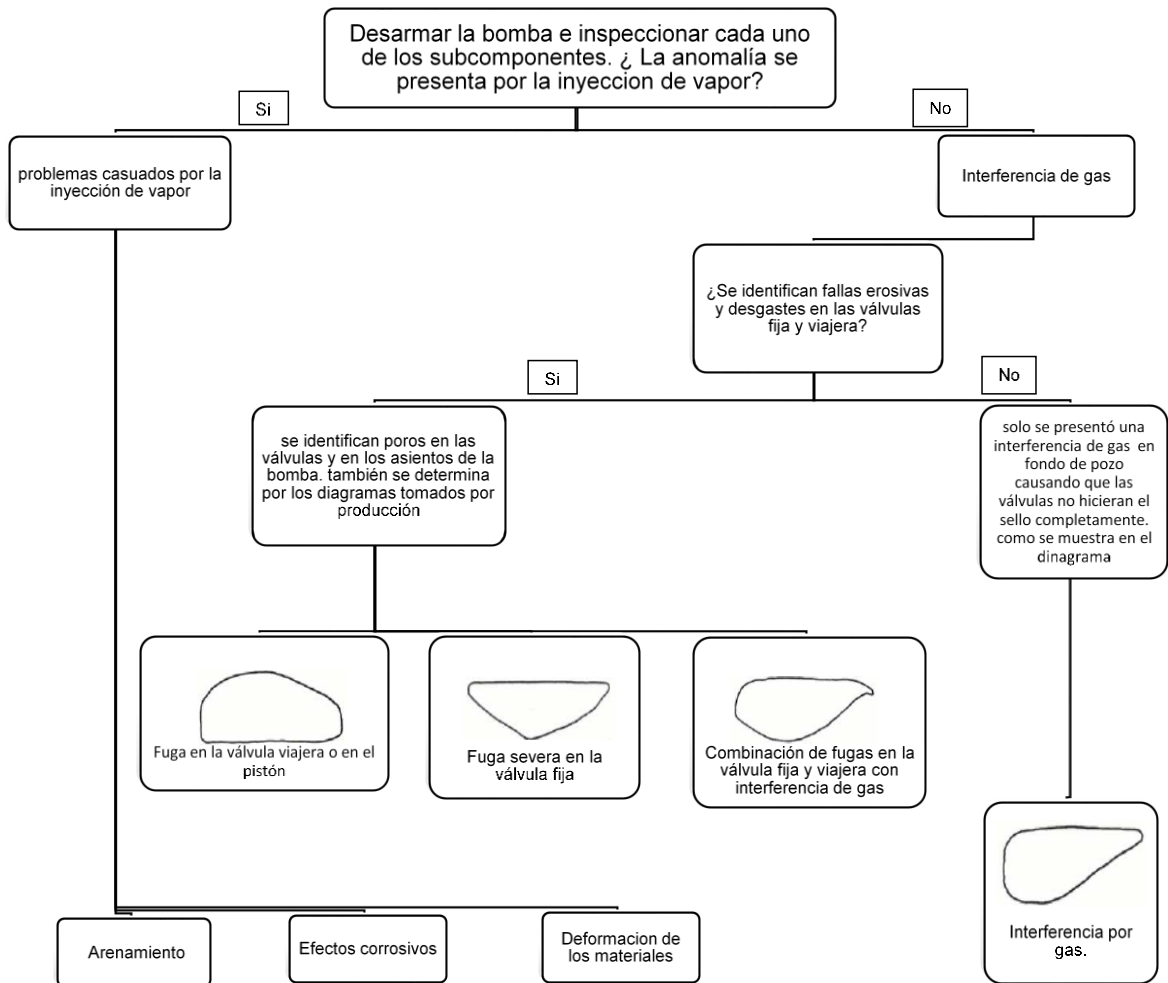 Desarmar la bomba e inspeccionar cada uno
de los subcomponentes. ¿ La anomalía se
presenta por la inyeccion de vapor?
Si
No
problemas casuados por la
inyección de vapor
Interferencia de gas
¿Se identifican fallas erosivas
y desgastes en las válvulas
fija y viajera?
Si
No
se identifican poros en las
válvulas y en los asientos de la
bomba. también se determina
por los diagramas tomados por
producción
solo se presentó una
interferencia de gas en
fondo de pozo
causando que las
válvulas no hicieran el
sello completamente.
como se muestra en el
dinagrama
Fuga en la válvula viajera o en el
pistón
Fuga severa en la
válvula fija
Combinación de fugas en la
válvula fija y viajera con
interferencia de gas
Interferencia por
gas.
Arenamiento
Efectos corrosivos
Deformacion de
los materiales